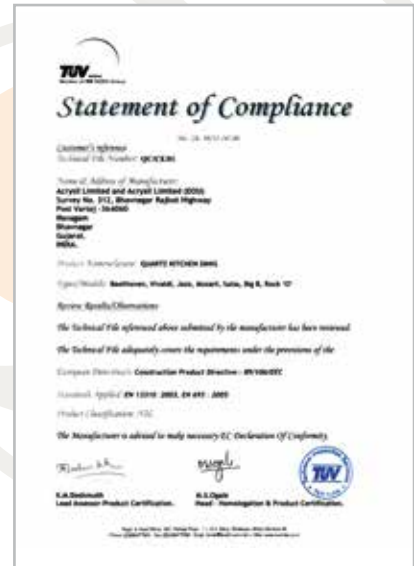 TUV
Statement of Compliance
Customer's reference
Technical File Number: QK/CE/01
Name & Address of Manufacturer:
Acrysil Limited and Acrysil Limited (EOU)
Survey No. 312, Bhavnagar Rajkot Highway
Post Vartej -364060
Navagam
Bhavnagar
Gujarat.
INDIA.
Product Nomenclature: QUARTZ KITCHEN SINKS
Types/Models: Beethoven, Vivaldi, Jazz, Mozart, Salsa, Big B, Rock
Review Results/Observations
The Technical File referenced above submitted by the manufacturer has been reviewed.
The Technical File adequately covers the requirements under the provisions of the
European Directive/s: Construction Product Directive - 89/106/EEC
Standards Applied: EN 13310 : 2003, EN 695 : 2005
Product Classification:
The Manufacturer is advised to make necessary EC Declaration Of Conformity.
TUV
K.M.Deshmukh
Lead Assessor Product Certification.
M.S.Ogale
Head - Homologation & Product Certification.